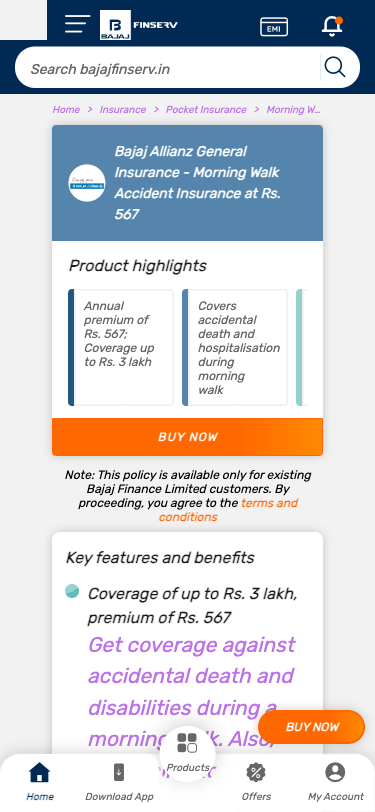 BAJAJ
FINSERV
EMI
Search bajajfinserv.in
Home > Insurance > Pocket Insurance > Morning W...
Bajaj Allianz General
Insurance - Morning Walk
Accident Insurance at Rs.
567
Product highlights
Annual
premium of
Rs. 567;
Coverage up
to Rs. 3 lakh
Covers
accidental
death and
hospitalisation
during
morning
walk
BUY NOW
Note: This policy is available only for existing
Bajaj Finance Limited customers. By
proceeding, you agree to the terms and
conditions
Key features and benefits
Coverage of up to Rs. 3 lakh,
premium of Rs. 567
Get coverage against
accidental death and
disabilities during a
morning walk. Also,
BUY NOW
Home
Download App
Products
Offers
My Account